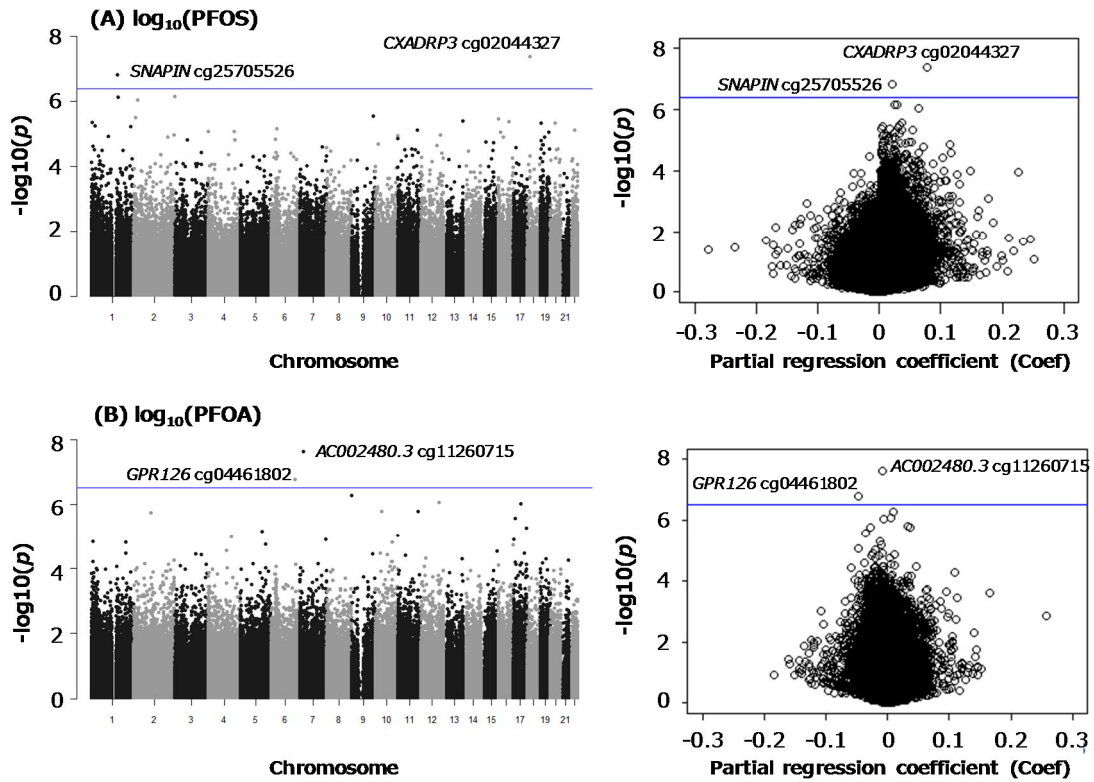 (A) log₁₀(PFOS)
8
6
4
2
0
-log10(p)
CXADRP3 cg02044327
SNAPIN cg25705526
1 2 3 4 5 6 7 8 9 10 11 12 13 14 15 17 19 21
Chromosome
8
6
4
2
0
-log10(p)
CXADRP3 cg02044327
SNAPIN cg25705526
-0.3 -0.2 -0.1 0 0.1 0.2 0.3
Partial regression coefficient (Coef)
(B) log₁₀(PFOA)
8
6
4
2
0
-log10(p)
AC002480.3 cg11260715
GPR126 cg04461802
1 2 3 4 5 6 7 8 9 10 11 12 13 14 15 17 19 21
Chromosome
8
6
4
2
0
-log10(p)
AC002480.3 cg11260715
GPR126 cg04461802
-0.3 -0.2 -0.1 0 0.1 0.2 0.3
Partial regression coefficient (Coef)